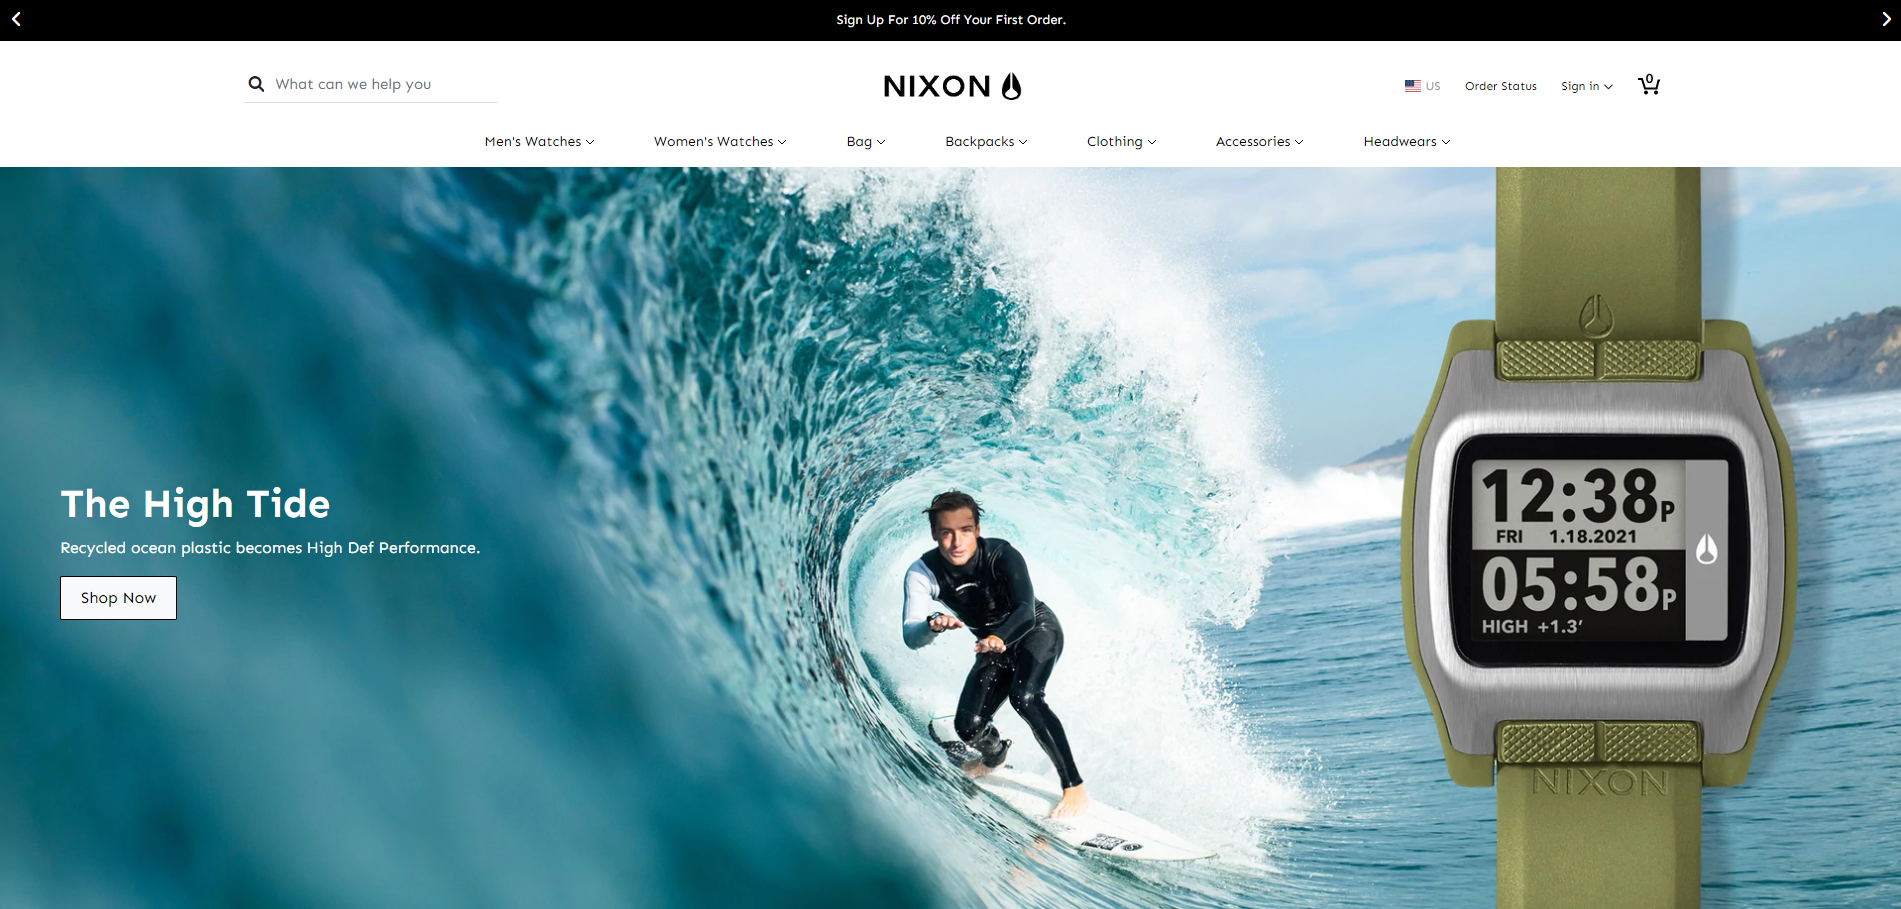 Sign Up For 10% Off Your First Order.
What can we help you
NIXON
US
Order Status
Sign in
0
Men's Watches
Women's Watches
Bag
Backpacks
Clothing
Accessories
Headwears
The High Tide
Recycled ocean plastic becomes High Def Performance.
Shop Now
12:38P
FRI 1.18.2021
05:58P
HIGH +1.3'
NIXON